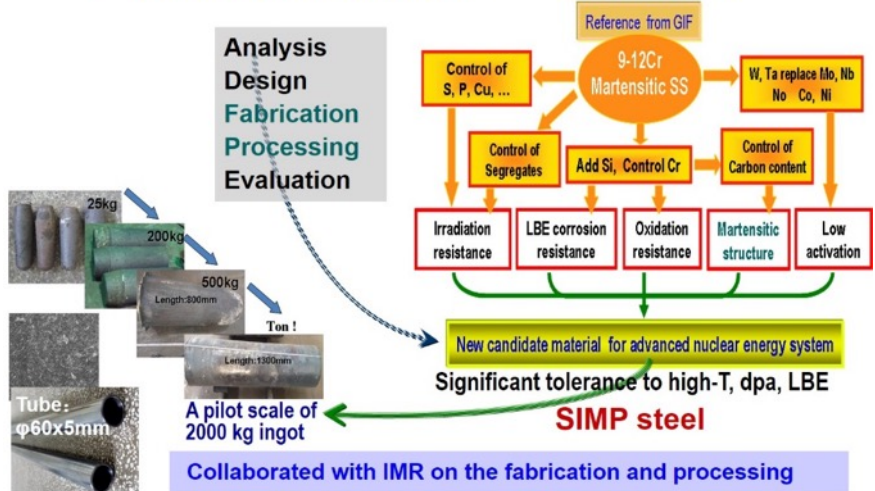 Analysis
Design
Fabrication
Processing
Evaluation
Reference from GIF
9-12Cr
Martensitic SS
Control of
S, P, Cu, ...
W, Ta replace Mo, Nb
No Co, Ni
Control of
Segregates
Add Si, Control Cr
Control of
Carbon content
Irradiation
resistance
LBE corrosion
resistance
Oxidation
resistance
Martensitic
structure
Low
activation
New candidate material for advanced nuclear energy system
Significant tolerance to high-T, dpa, LBE
SIMP steel
25kg
200kg
500kg
Length:800mm
Ton !
Length:1300mm
Tube:
φ60x5mm
A pilot scale of
2000 kg ingot
Collaborated with IMR on the fabrication and processing